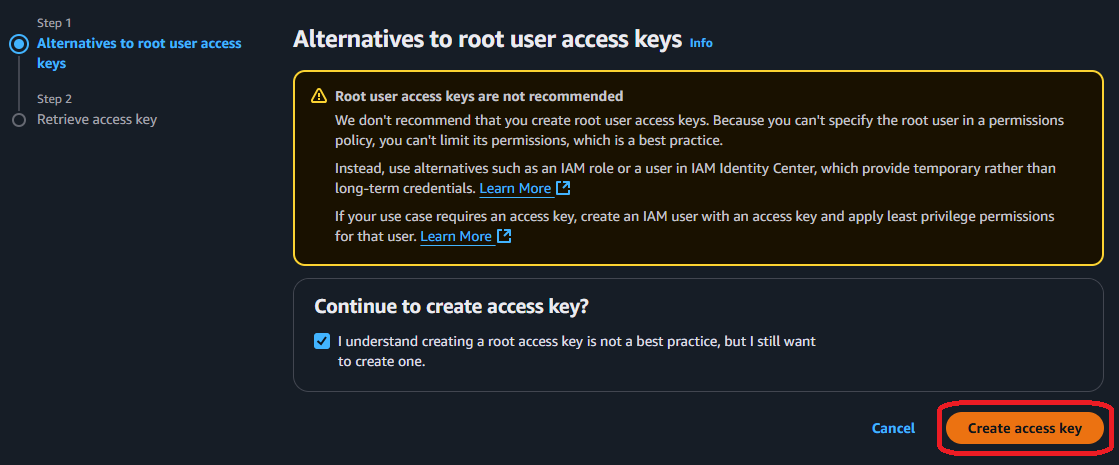 Step 1
Alternatives to root user access
keys
Step 2
Retrieve access key
Alternatives to root user access keys Info
Root user access keys are not recommended
We don't recommend that you create root user access keys. Because you can't specify the root user in a permissions
policy, you can't limit its permissions, which is a best practice.
Instead, use alternatives such as an IAM role or a user in IAM Identity Center, which provide temporary rather than
long-term credentials. Learn More
If your use case requires an access key, create an IAM user with an access key and apply least privilege permissions
for that user. Learn More
Continue to create access key?
I understand creating a root access key is not a best practice, but I still want
to create one.
Cancel Create access key